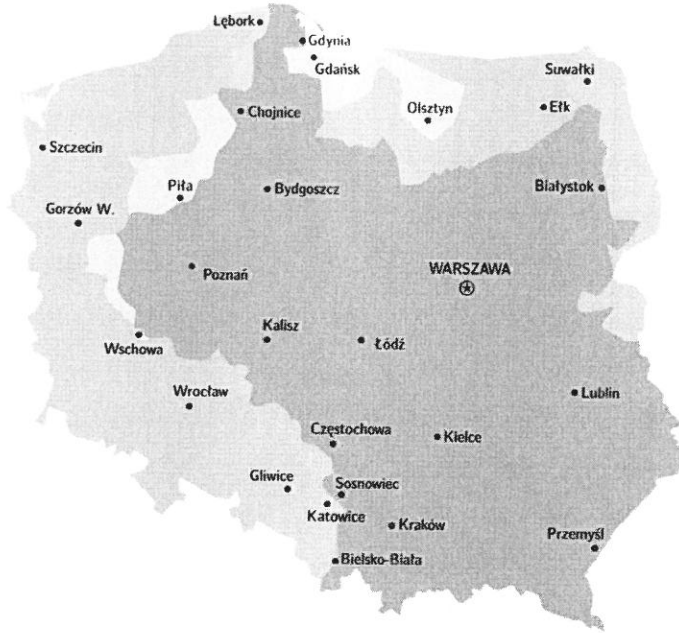 Lębork
Gdynia
Gdańsk
Suwałki
Chojnice
Olsztyn
Ełk
Szczecin
Piła
Bydgoszcz
Białystok
Gorzów W.
Poznań
WARSZAWA
Wschowa
Kalisz
Łódź
Wrocław
Lublin
Częstochowa
Kielce
Gliwice
Sosnowiec
Katowice
Kraków
Przemyśl
Bielsko-Biała